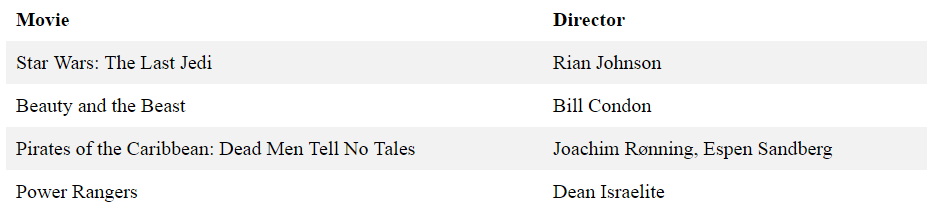 Movie Director
Star Wars: The Last Jedi Rian Johnson
Beauty and the Beast Bill Condon
Pirates of the Caribbean: Dead Men Tell No Tales Joachim Rønning, Espen Sandberg
Power Rangers Dean Israelite